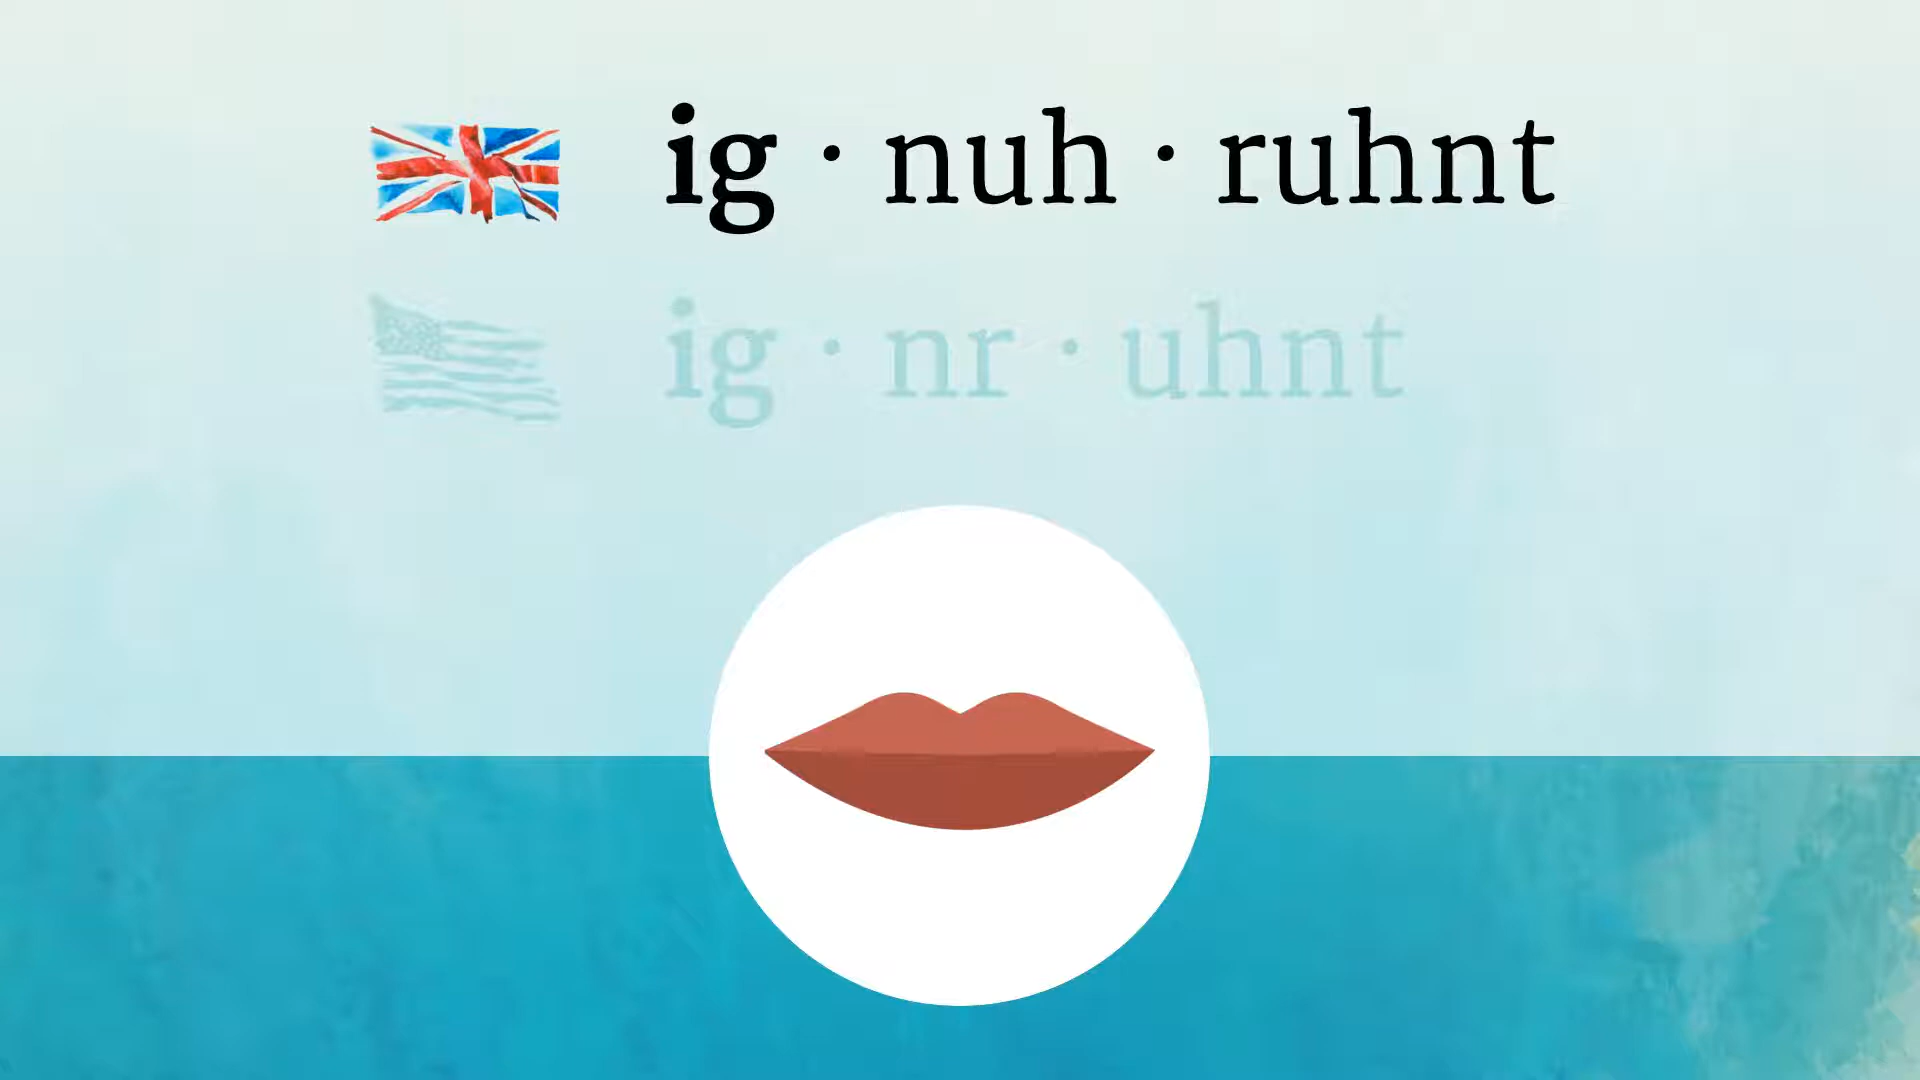 ig · nuh · ruhnt
ig · nr · uhnt